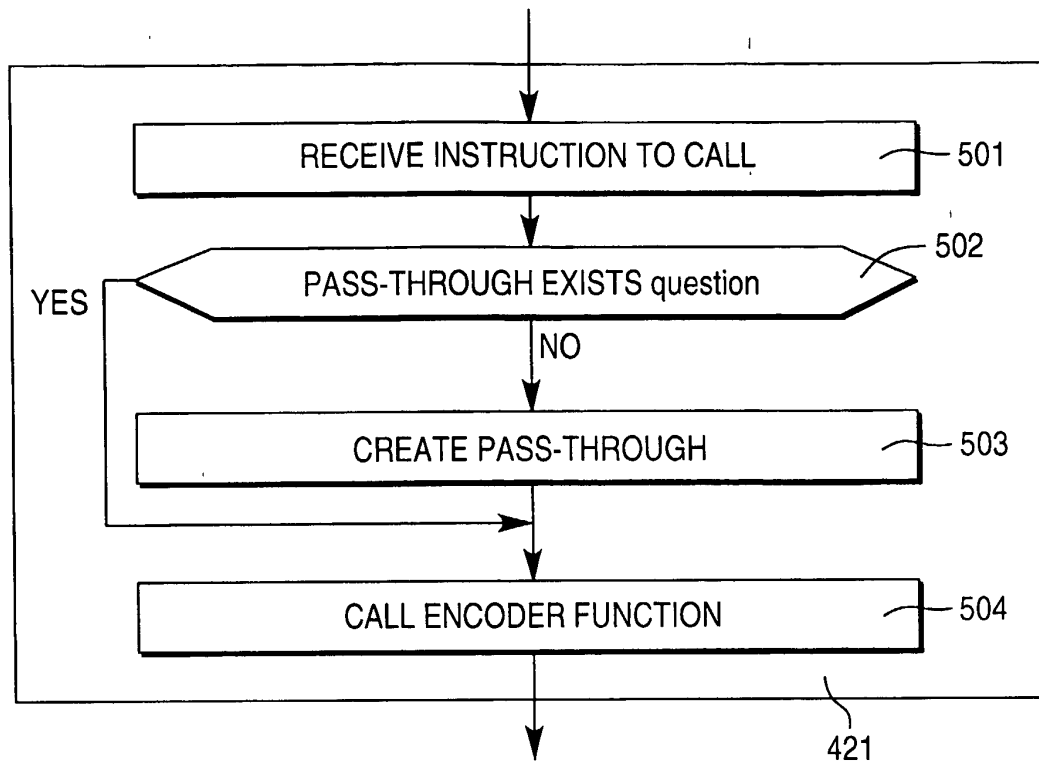 RECEIVE INSTRUCTION TO CALL
501
502
PASS-THROUGH EXISTS question
YES
NO
CREATE PASS-THROUGH
503
CALL ENCODER FUNCTION
504
421